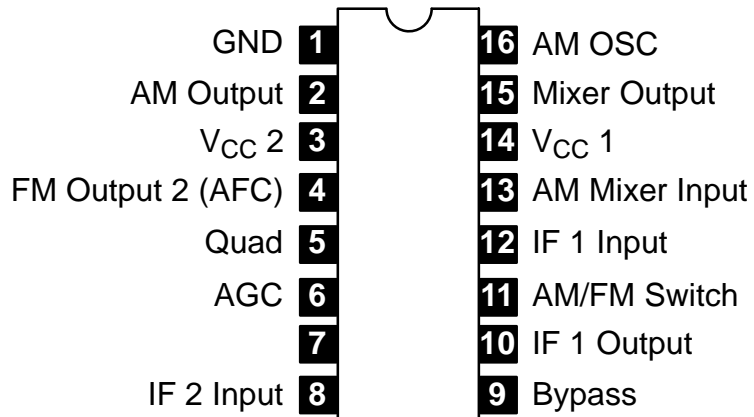 GND 1 16 AM OSC
AM Output 2 15 Mixer Output
VCC 2 3 14 VCC 1
FM Output 2 (AFC) 4 13 AM Mixer Input
Quad 5 12 IF 1 Input
AGC 6 11 AM/FM Switch
7 10 IF 1 Output
IF 2 Input 8 9 Bypass